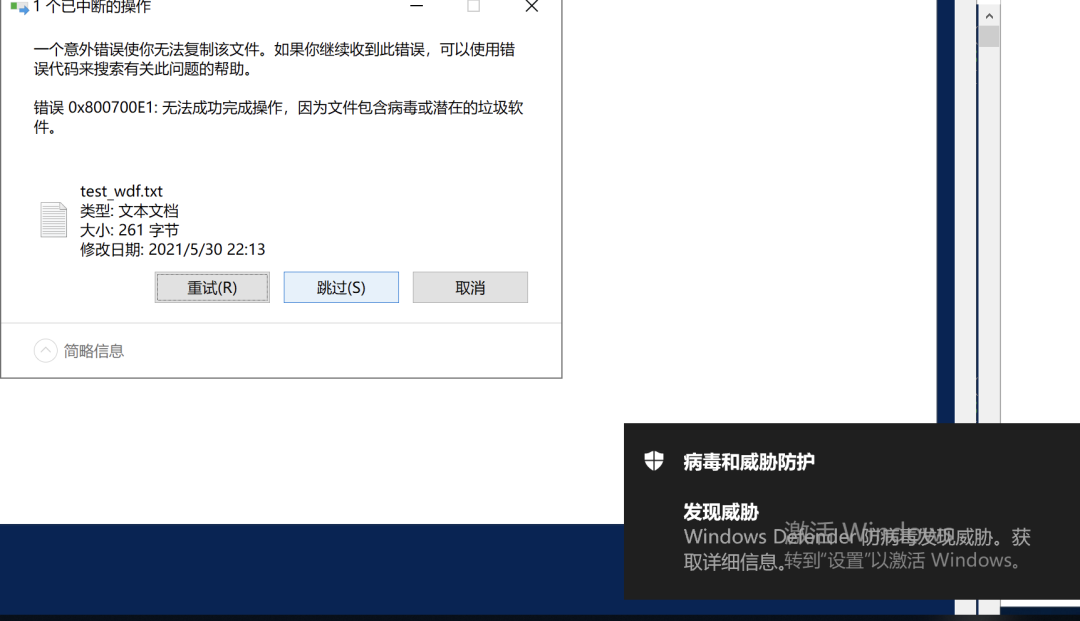 1 个已中断的操作
一个意外错误使你无法复制该文件。如果你继续收到此错误，可以使用错
误代码来搜索有关此问题的帮助。
错误 0x800700E1: 无法成功完成操作，因为文件包含病毒或潜在的垃圾软
件。
test_wdf.txt
类型: 文本文档
大小: 261 字节
修改日期: 2021/5/30 22:13
重试(R)
跳过(S)
取消
简略信息
病毒和威胁防护
发现威胁
Windows Defender 防病毒发现威胁。获
取详细信息。
激活 Windows
转到“设置”以激活 Windows。